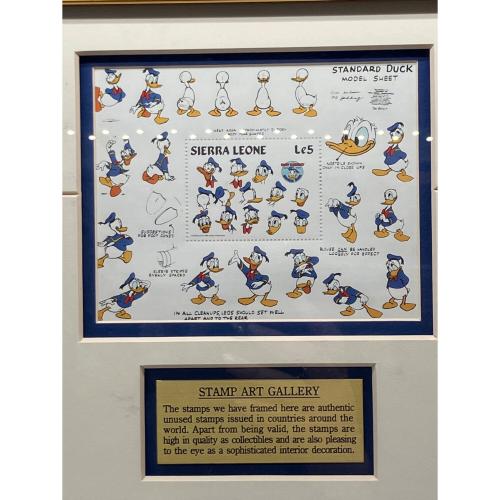 STANDARD DUCK
MODEL SHEET
SIERRA LEONE Le5
NOSTRILS SHOWN
ONLY IN CLOSE UPS
SUGGESTIONS
FOR FOOT CONST.
BLOUSE CAN BE HANDLED
LOOSELY FOR EFFECT
SLEEVE STRIPES
EVENLY SPACED
IN ALL CLEANUPS, LEGS SHOULD SET WELL
APART AND TO THE REAR
STAMP ART GALLERY
The stamps we have framed here are authentic
unused stamps issued in countries around the
world. Apart from being valid, the stamps are
high in quality as collectibles and are also pleasing
to the eye as a sophisticated interior decoration.